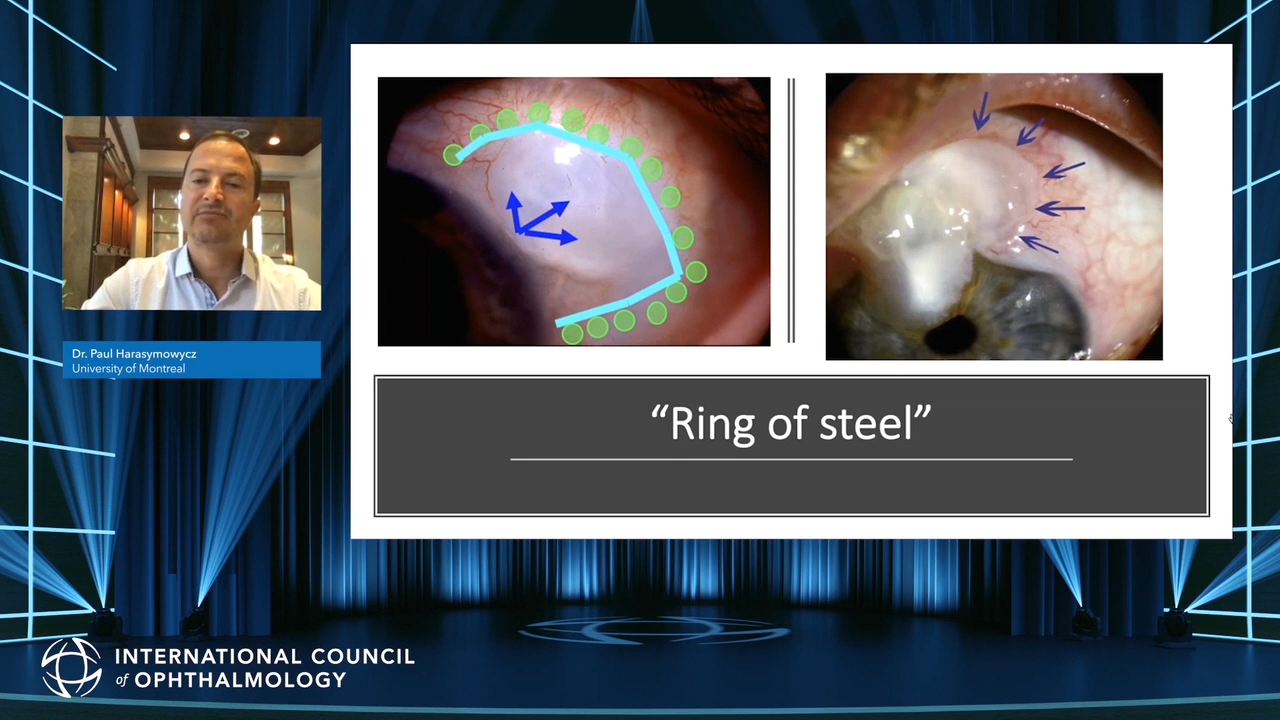 Dr. Paul Harasymowycz
University of Montreal
“Ring of steel”
INTERNATIONAL COUNCIL
of OPHTHALMOLOGY